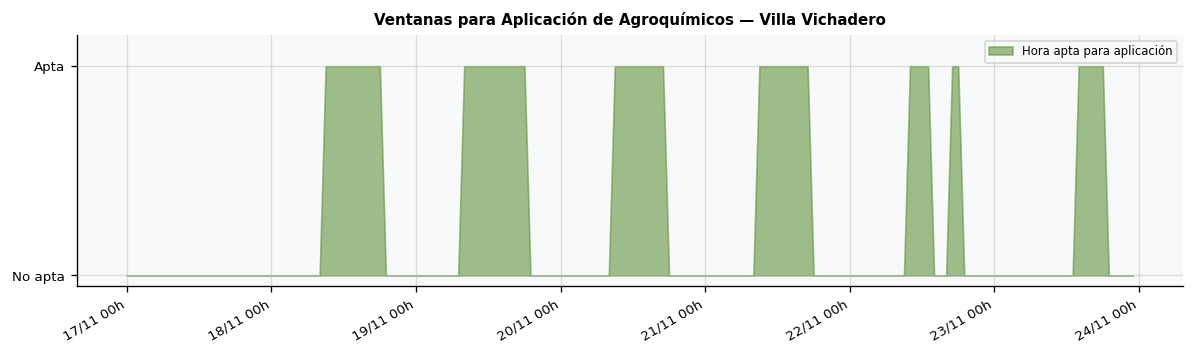 Ventanas para Aplicación de Agroquímicos — Villa Vichadero
Hora apta para aplicación
Apta
No apta
17/11 00h
18/11 00h
19/11 00h
20/11 00h
21/11 00h
22/11 00h
23/11 00h
24/11 00h